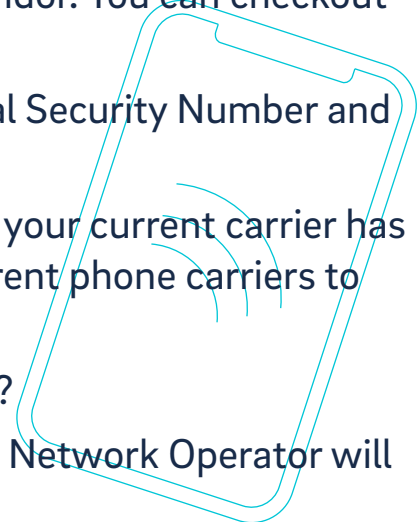 ndor. You can checkout
al Security Number and
your current carrier has
rent phone carriers to
?
Network Operator will